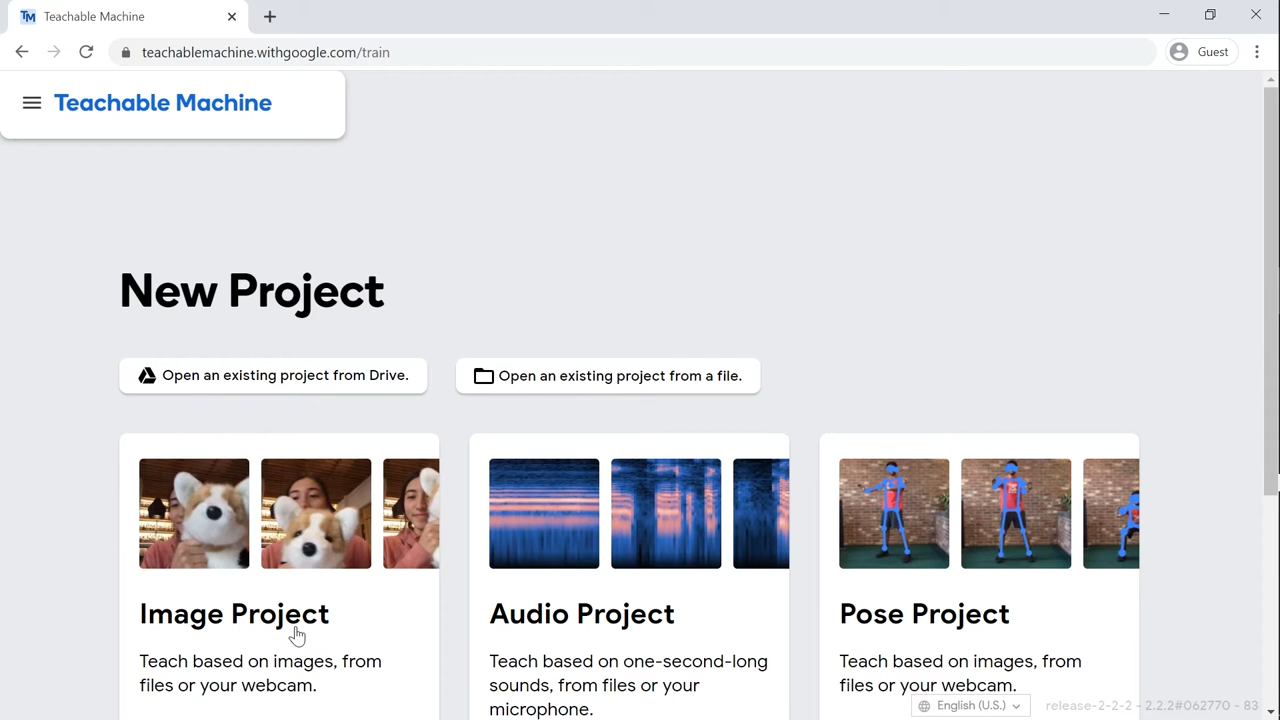 TM Teachable Machine
teachablemachine.withgoogle.com/train
Guest
Teachable Machine
New Project
Open an existing project from Drive.
Open an existing project from a file.
Image Project
Teach based on images, from
files or your webcam.
Audio Project
Teach based on one-second-long
sounds, from files or your
microphone.
Pose Project
Teach based on images, from
files or your webcam.
English (U.S.)
release-2-2-2 - 2.2.2#062770 - 83